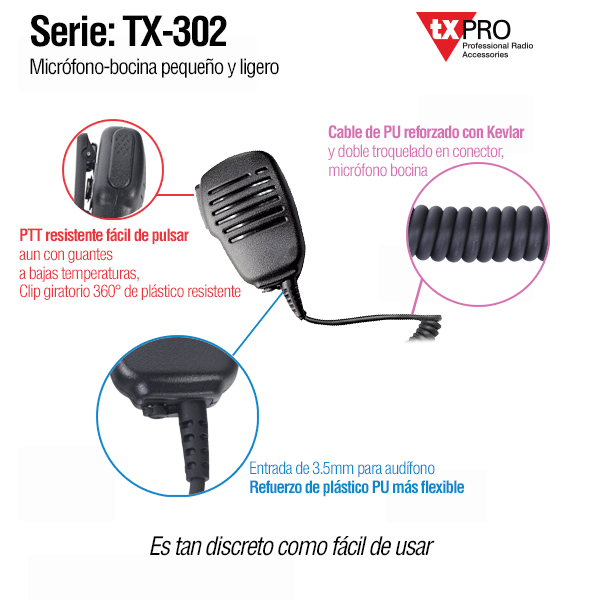 Serie: TX-302
Micrófono-bocina pequeño y ligero
tx PRO
Professional Radio
Accessories
Cable de PU reforzado con Kevlar
y doble troquelado en conector,
micrófono bocina
PTT resistente fácil de pulsar
aun con guantes
a bajas temperaturas,
Clip giratorio 360° de plástico resistente
Entrada de 3.5mm para audífono
Refuerzo de plástico PU más flexible
Es tan discreto como fácil de usar